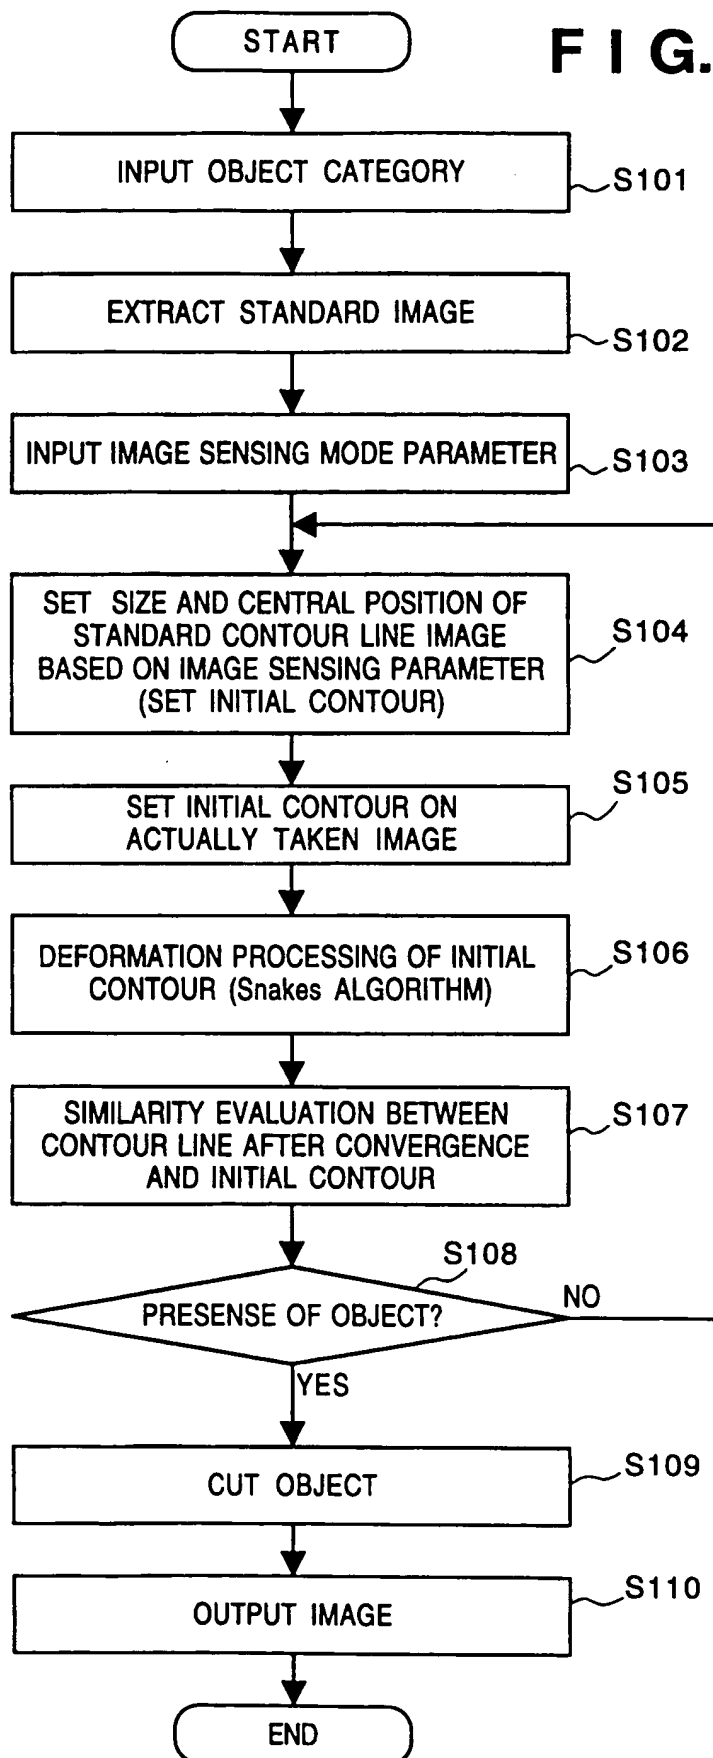 START
F I G.
INPUT OBJECT CATEGORY
S101
EXTRACT STANDARD IMAGE
S102
INPUT IMAGE SENSING MODE PARAMETER
S103
SET SIZE AND CENTRAL POSITION OF
STANDARD CONTOUR LINE IMAGE
BASED ON IMAGE SENSING PARAMETER
(SET INITIAL CONTOUR)
S104
SET INITIAL CONTOUR ON
ACTUALLY TAKEN IMAGE
S105
DEFORMATION PROCESSING OF INITIAL
CONTOUR (Snakes ALGORITHM)
S106
SIMILARITY EVALUATION BETWEEN
CONTOUR LINE AFTER CONVERGENCE
AND INITIAL CONTOUR
S107
S108
PRESENSE OF OBJECT?
NO
YES
CUT OBJECT
S109
OUTPUT IMAGE
S110
END